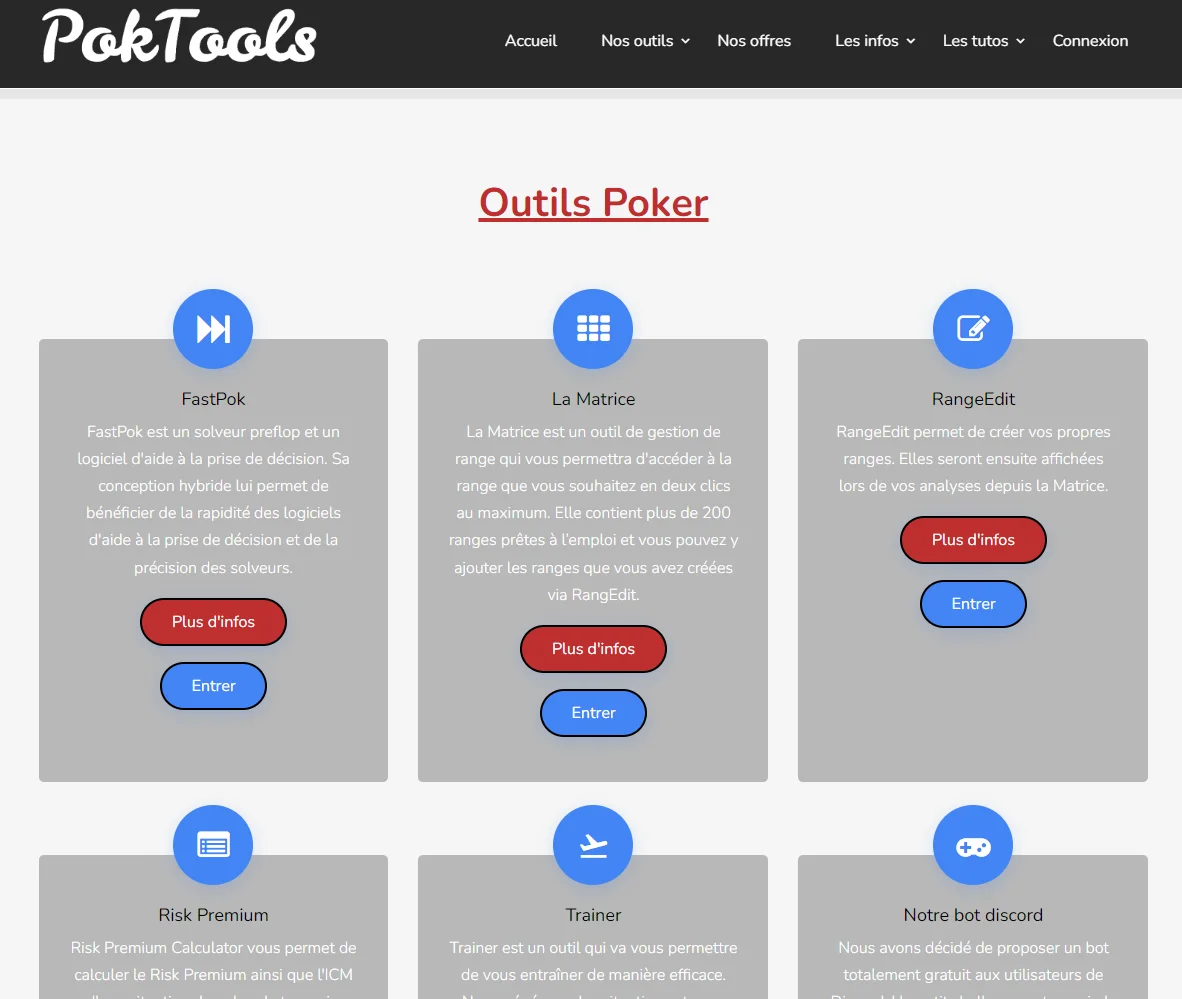 PokTools
Accueil
Nos outils
Nos offres
Les infos
Les tutos
Connexion
Outils Poker
FastPok
FastPok est un solveur preflop et un
logiciel d'aide à la prise de décision. Sa
conception hybride lui permet de
bénéficier de la rapidité des logiciels
d'aide à la prise de décision et de la
précision des solveurs.
Plus d'infos
Entrer
La Matrice
La Matrice est un outil de gestion de
range qui vous permettra d'accéder à la
range que vous souhaitez en deux clics
au maximum. Elle contient plus de 200
ranges prêtes à l'emploi et vous pouvez y
ajouter les ranges que vous avez créées
via RangEdit.
Plus d'infos
Entrer
RangeEdit
RangeEdit permet de créer vos propres
ranges. Elles seront ensuite affichées
lors de vos analyses depuis la Matrice.
Plus d'infos
Entrer
Risk Premium
Risk Premium Calculator vous permet de
calculer le Risk Premium ainsi que l'ICM
Trainer
Trainer est un outil qui va vous permettre
de vous entraîner de manière efficace.
Notre bot discord
Nous avons décidé de proposer un bot
totalement gratuit aux utilisateurs de